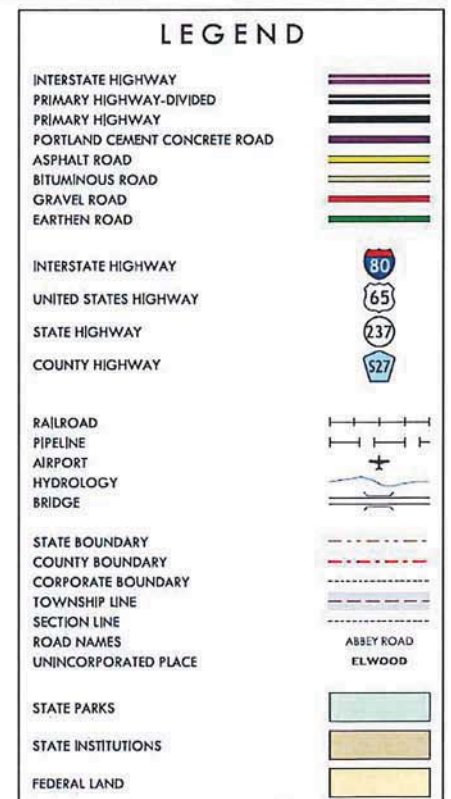 LEGEND
INTERSTATE HIGHWAY
PRIMARY HIGHWAY-DIVIDED
PRIMARY HIGHWAY
PORTLAND CEMENT CONCRETE ROAD
ASPHALT ROAD
BITUMINOUS ROAD
GRAVEL ROAD
EARTHEN ROAD
INTERSTATE HIGHWAY 80
UNITED STATES HIGHWAY 65
STATE HIGHWAY 237
COUNTY HIGHWAY S27
RAILROAD
PIPELINE
AIRPORT
HYDROLOGY
BRIDGE
STATE BOUNDARY
COUNTY BOUNDARY
CORPORATE BOUNDARY
TOWNSHIP LINE
SECTION LINE
ROAD NAMES ABBEY ROAD
UNINCORPORATED PLACE ELWOOD
STATE PARKS
STATE INSTITUTIONS
FEDERAL LAND